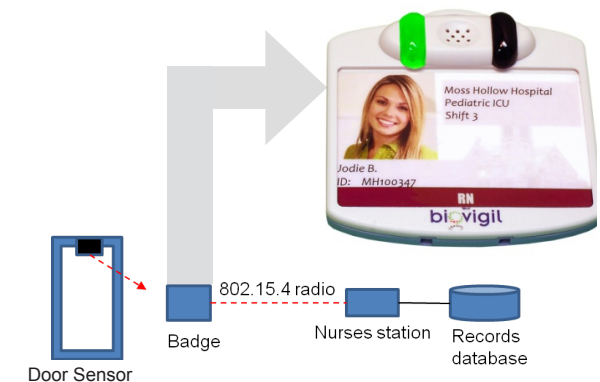 Moss Hollow Hospital
Pediatric ICU
Shift 3
Jodie B.
ID: MH100347
RN
biovigil
802.15.4 radio
Badge
Nurses station
Records
database
Door Sensor